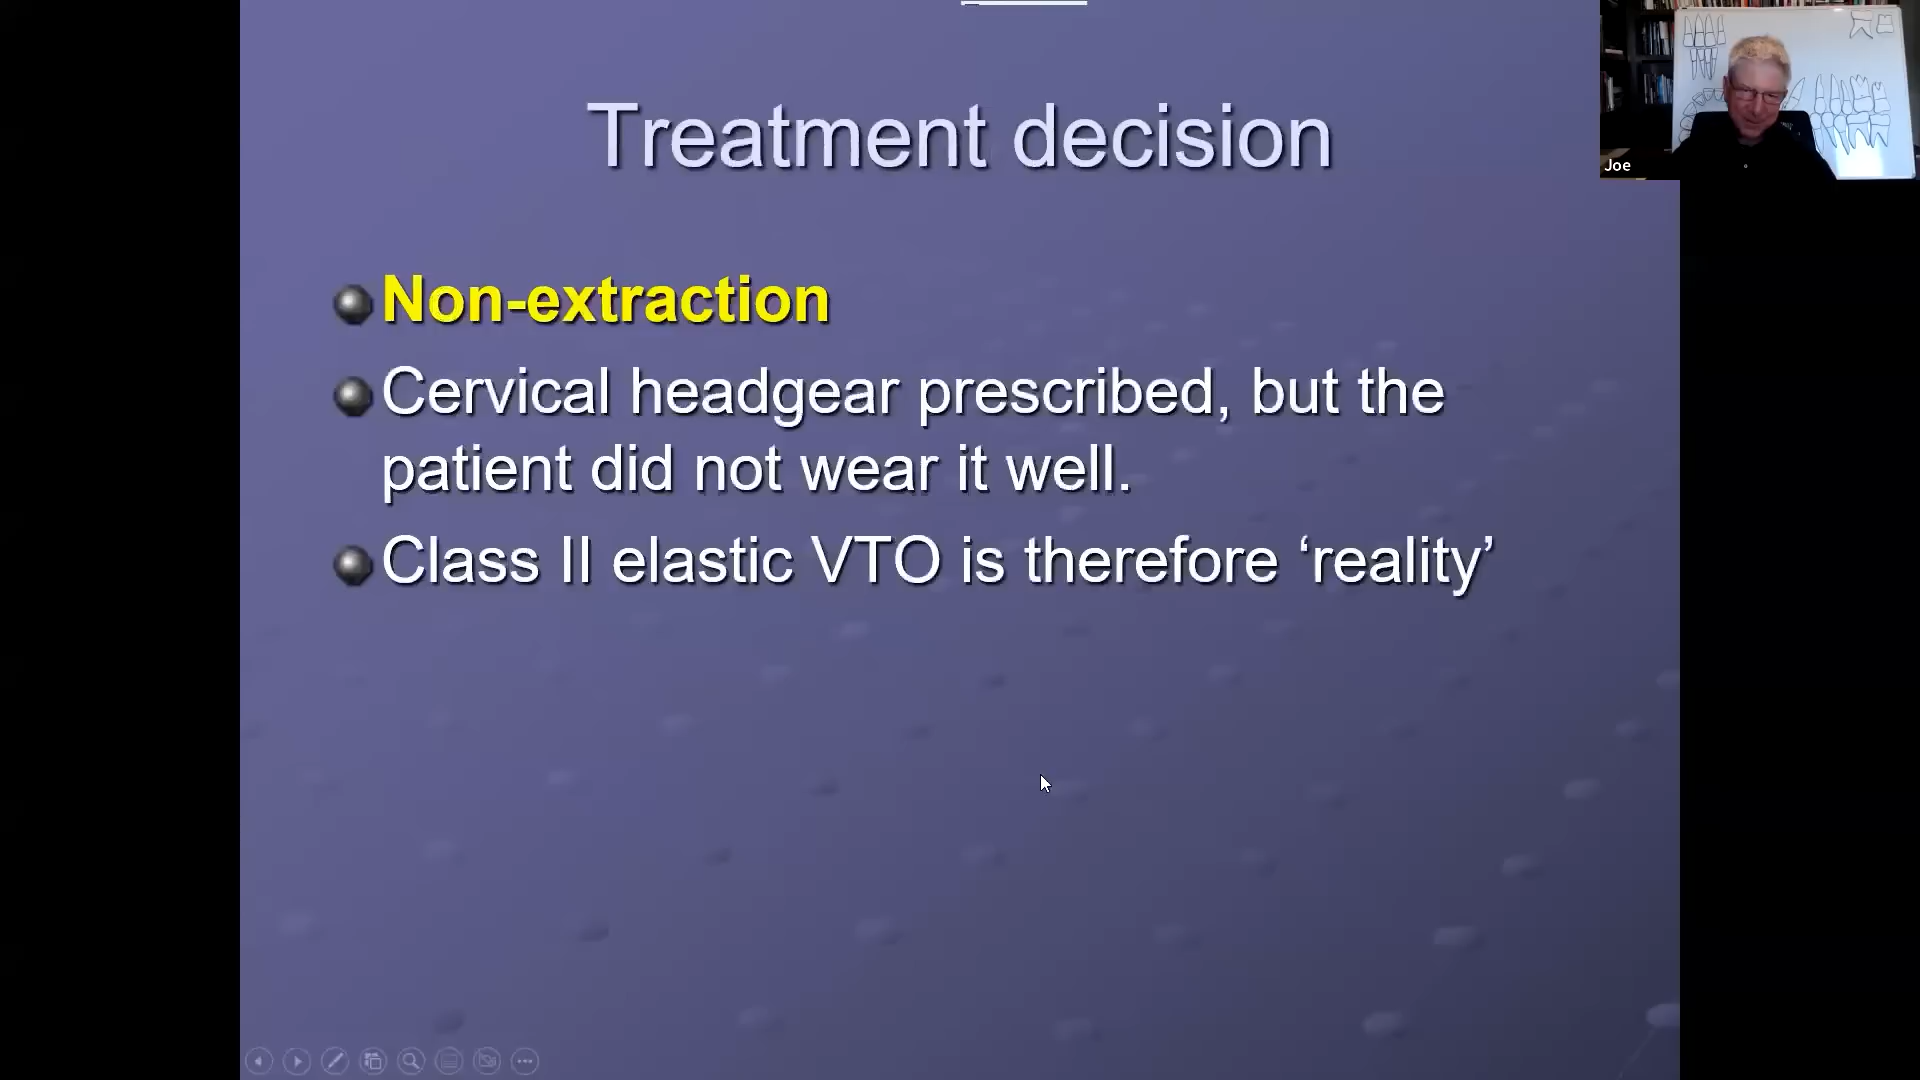 Treatment decision
Non-extraction
Cervical headgear prescribed, but the
patient did not wear it well.
Class II elastic VTO is therefore ‘reality’
Joe